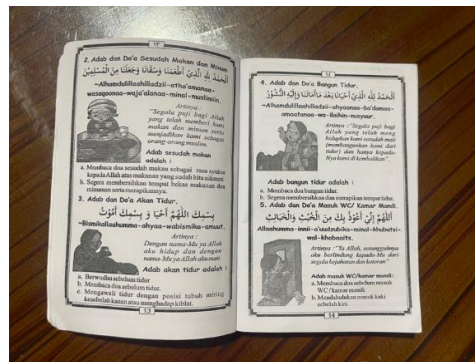 ١٣
2. Adab dan Do'a Sesudah Makan dan Minum
اَلْحَمْدُ لِلّٰهِ الَّذِيْ اَطْعَمَنَا وَسَقَانَا وَجَعَلَنَا مِنَ الْمُسْلِمِيْنَ
~Alhamdulillaahilladzii-ath'amanaa-
wasaqoonaa-waja'alanaa-minal-muslimiin.
Artinya :
"Segala puji bagi Allah
yang telah memberi kami
makan dan minum serta
menjadikan kami sebagai
orang-orang muslim.
Adab sesudah makan
adalah :
a. Membaca doa sesudah makan sebagai rasa syukur
kepada Allah atas makanan yang sudah kita nikmati
b. Segera membersihkan tempat bekas makanan dan
minuman serta merapikannya.
3. Adab dan Do'a Akan Tidur.
بِسْمِكَ اللّٰهُمَّ اَحْيَا وَ بِسْمِكَ اَمُوْتُ
~Bismikallaahumma-ahyaa-wabismika-amuut.
Artinya :
Dengan nama-Mu ya Allah
aku hidup dan dengan
nama-Mu ya Allah aku mati
Adab akan tidur adalah :
a. Berwudhu sebelum tidur
b. Membaca doa sebelum tidur.
c. Mengawali tidur dengan posisi tubuh miring
kesebelah kanan atau menghadap kiblat.
13
١٤
4. Adab dan Do'a Bangun Tidur.
اَلْحَمْدُ لِلّٰهِ الَّذِيْ اَحْيَانَا بَعْدَ مَااَمَاتَنَا وَاِلَيْهِ النُّشُوْرُ
~Alhamdulillaahilladzii-ahyaanaa-ba'damaa-
amaatanaa-wa-ilaihin-nusyuur.
Artinya : "Segala puji bagi
Allah yang telah meng
hidupkan kami sesudah mati
(membangunkan kami dari
tidur) dan hanya kepada-
Nya kami di kembalikan".
Adab bangun tidur adalah :
a. Membaca doa bangun tidur.
b. Segera membersihkan dan merapikan tempat tidur.
5. Adab dan Do'a Masuk WC/ Kamar Mandi.
اَللّٰهُمَّ اِنِّيْ اَعُوْذُ بِكَ مِنَ الْخُبُثِ وَالْخَبَائِثِ
Allaahumma-innii-a'uudzubika-minal-khubutsi-
wal-khobaaits.
Artinya : "Ya Allah, sesungguhnya
aku berlindung kepada-Mu dari
segala kejahatan dan kotoran"
Adab masuk WC/kamar mandi:
a. Membaca doa sebelum masuk
WC / kamar mandi.
b. Mendahulukan masuk kaki
sebelah kiri.
14